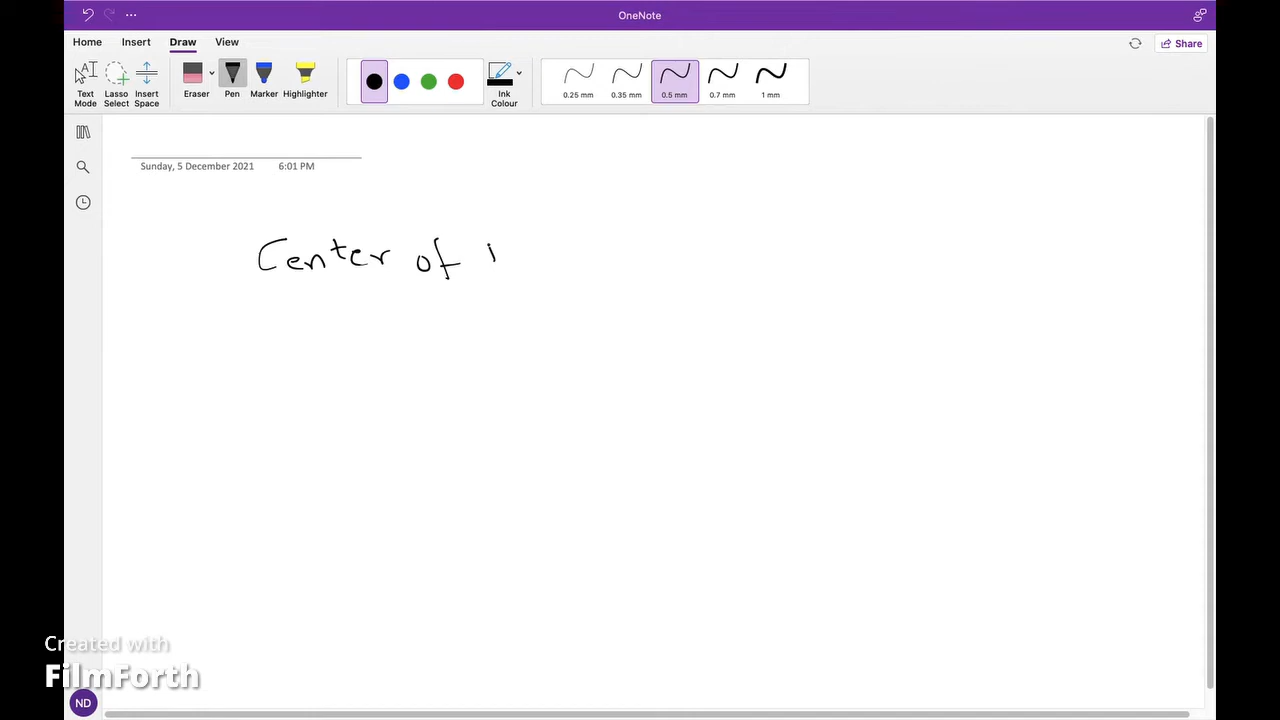 OneNote
Home Insert Draw View
Share
Text Mode
Lasso Select
Insert Space
Eraser
Pen
Marker
Highlighter
Ink Colour
0.25 mm
0.35 mm
0.5 mm
0.7 mm
1 mm
Sunday, 5 December 2021 6:01 PM
Center of
Created with
FilmForth
ND